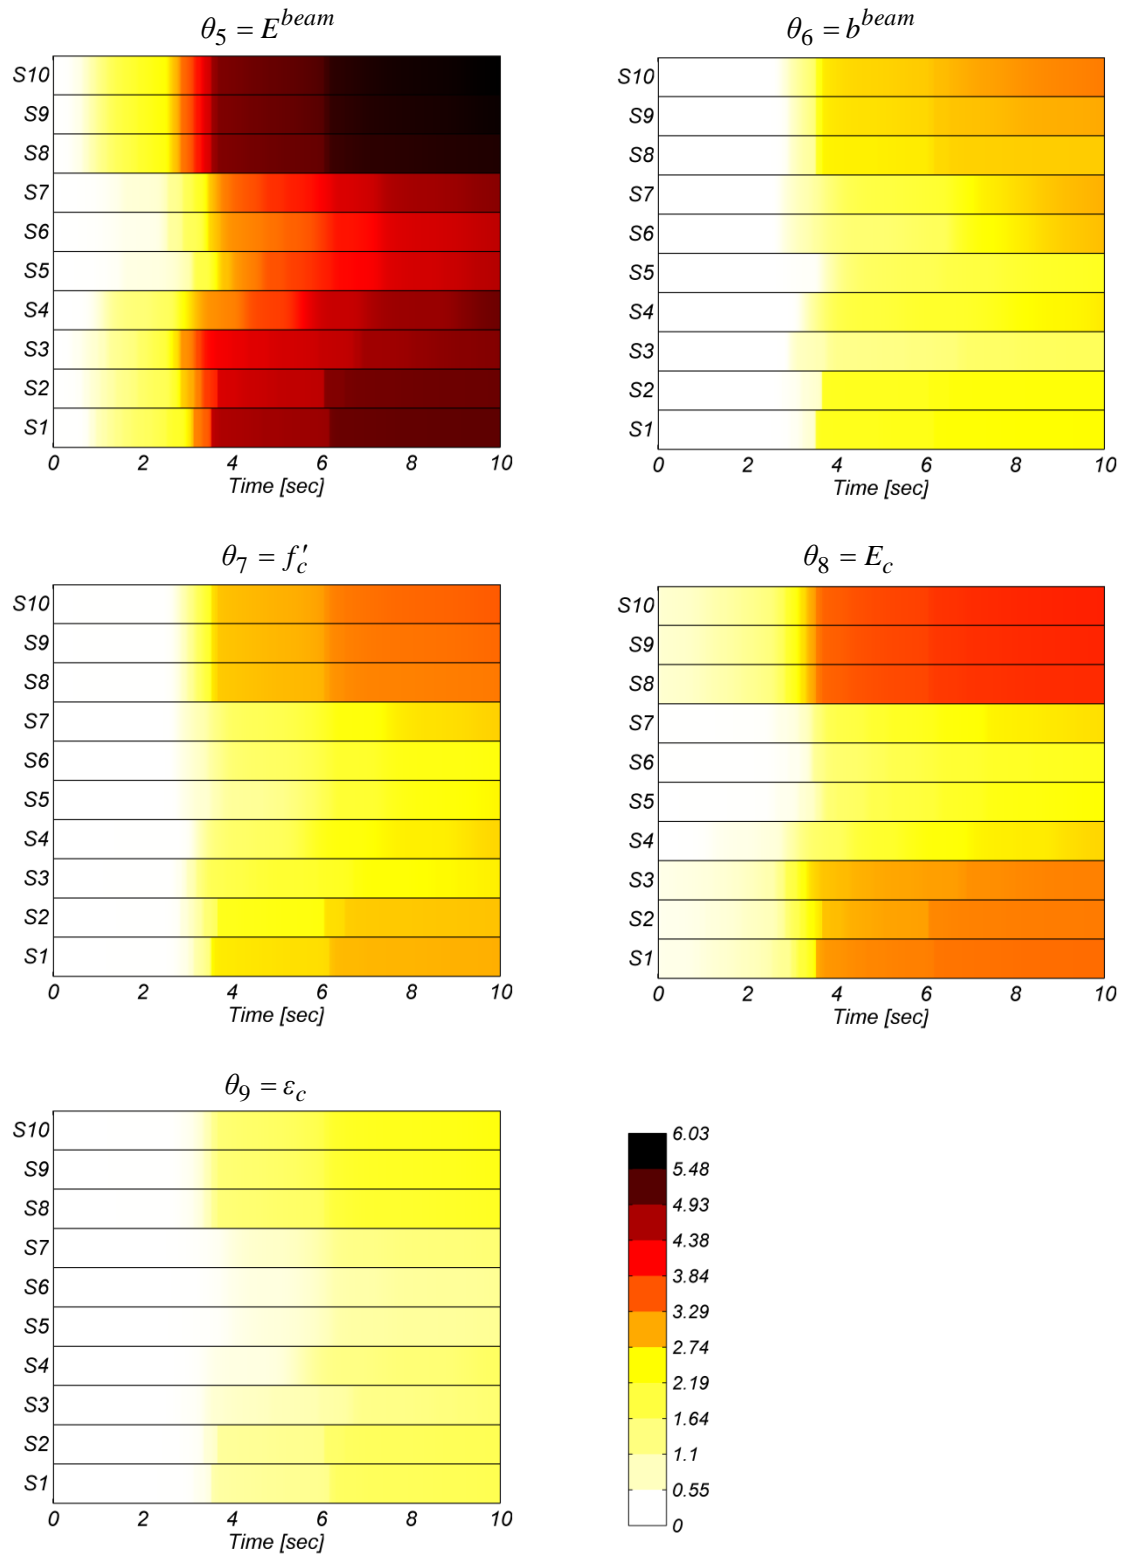 θ5 = E^beam
S10
S9
S8
S7
S6
S5
S4
S3
S2
S1
0 2 4 6 8 10
Time [sec]
θ6 = b^beam
S10
S9
S8
S7
S6
S5
S4
S3
S2
S1
0 2 4 6 8 10
Time [sec]
θ7 = f′c
S10
S9
S8
S7
S6
S5
S4
S3
S2
S1
0 2 4 6 8 10
Time [sec]
θ8 = Ec
S10
S9
S8
S7
S6
S5
S4
S3
S2
S1
0 2 4 6 8 10
Time [sec]
θ9 = εc
S10
S9
S8
S7
S6
S5
S4
S3
S2
S1
0 2 4 6 8 10
Time [sec]
6.03
5.48
4.93
4.38
3.84
3.29
2.74
2.19
1.64
1.1
0.55
0